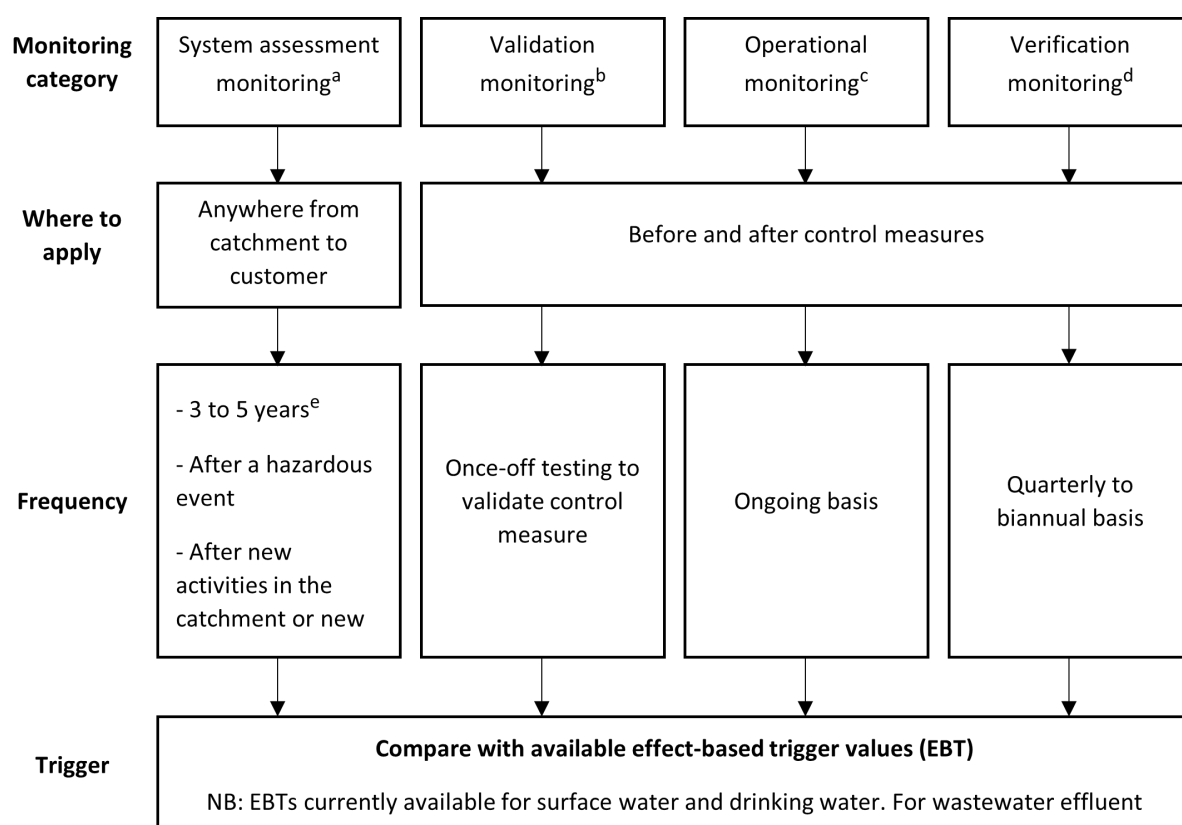 Monitoring
category
System assessment
monitoringa
Validation
monitoringb
Operational
monitoringc
Verification
monitoringd
Where to
apply
Anywhere from
catchment to
customer
Before and after control measures
Frequency
- 3 to 5 yearse
- After a hazardous
event
- After new
activities in the
catchment or new
Once-off testing to
validate control
measure
Ongoing basis
Quarterly to
biannual basis
Trigger
Compare with available effect-based trigger values (EBT)
NB: EBTs currently available for surface water and drinking water. For wastewater effluent